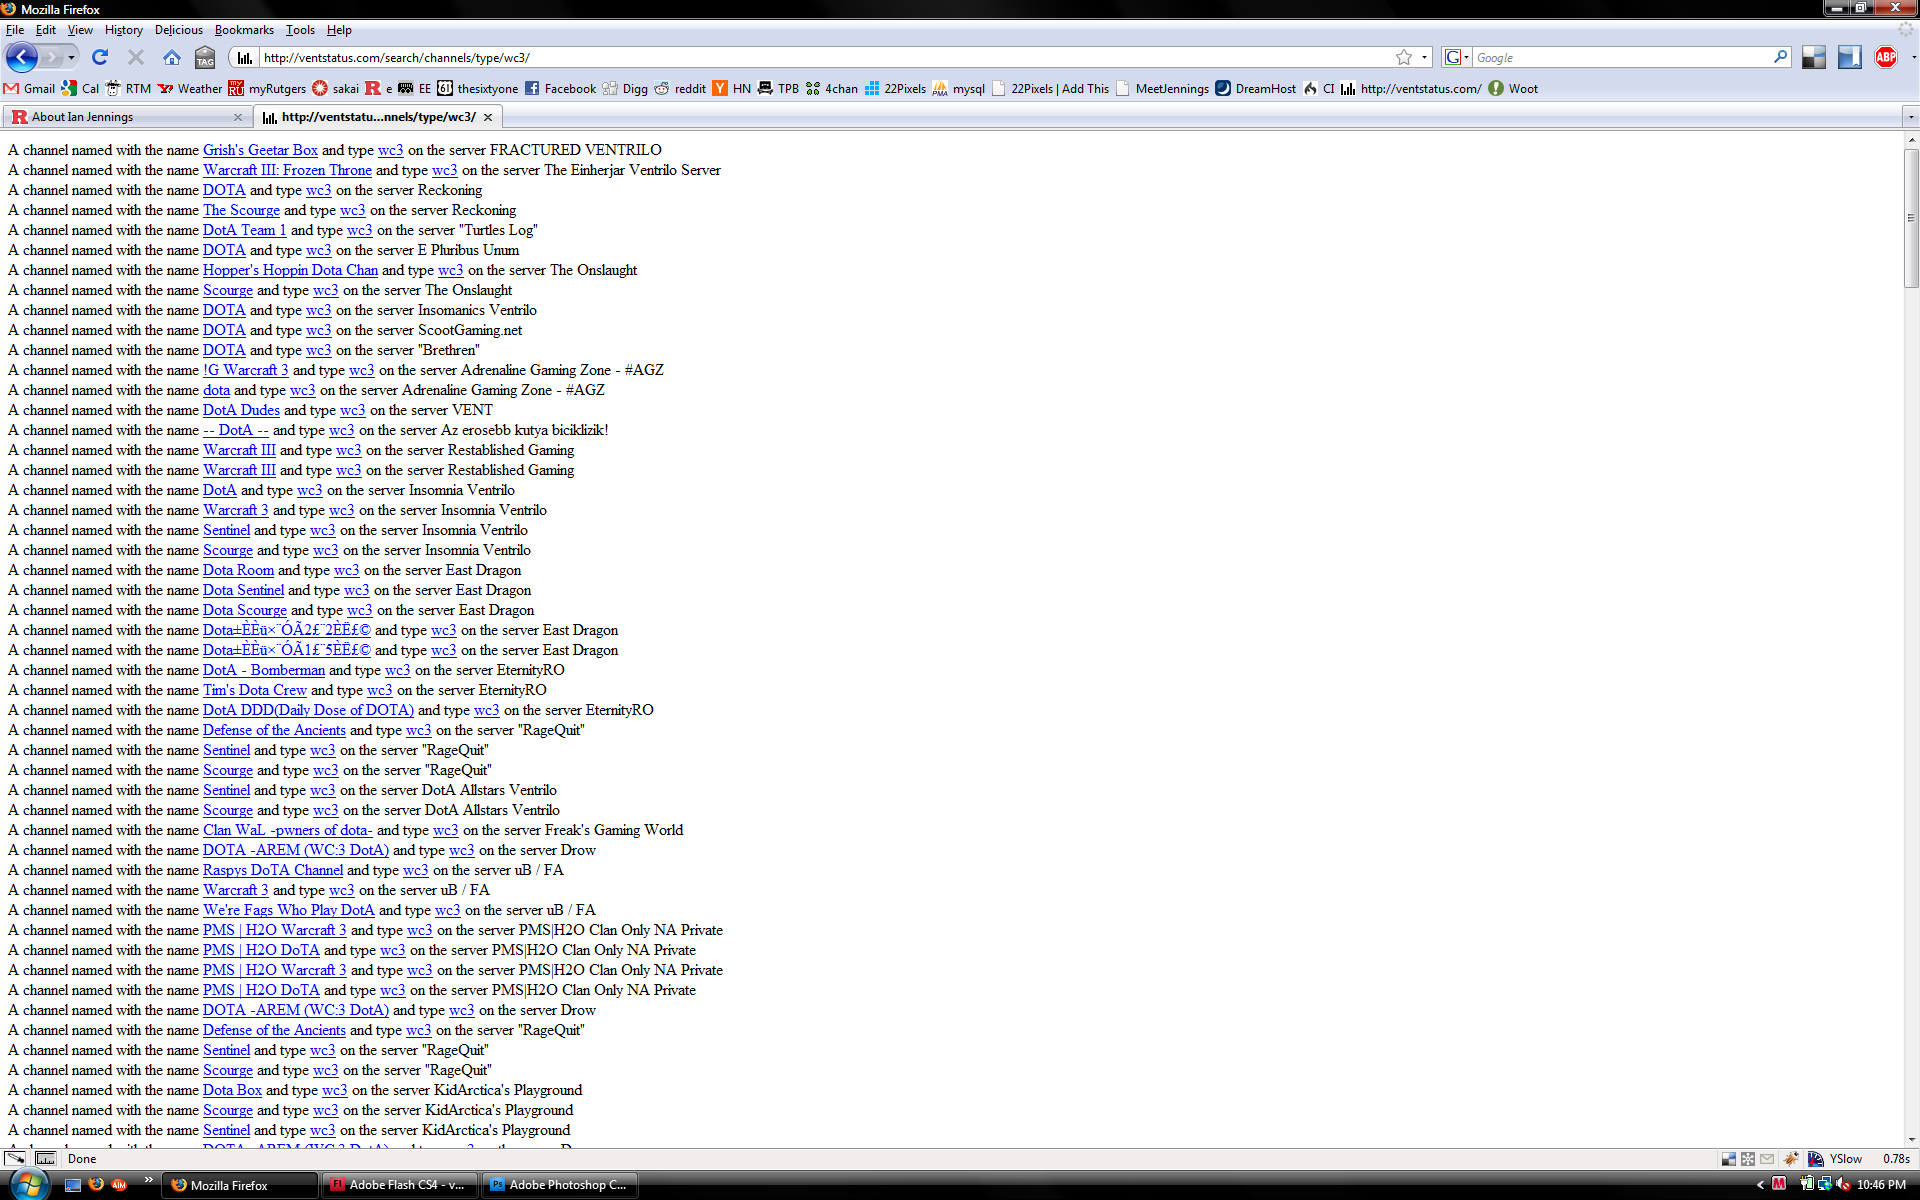 Mozilla Firefox
File Edit View History Delicious Bookmarks Tools Help
TAG http://ventstatus.com/search/channels/type/wc3/ G Google ABP
Gmail Cal RTM Weather myRutgers sakai e EE thesixtyone Facebook Digg reddit HN TPB 4chan 22Pixels mysql 22Pixels | Add This MeetJennings DreamHost CI http://ventstatus.com/ Woot
About Ian Jennings http://ventstatu...nnels/type/wc3/
A channel named with the name Grish's Geetar Box and type wc3 on the server FRACTURED VENTRILO
A channel named with the name Warcraft III: Frozen Throne and type wc3 on the server The Einherjar Ventrilo Server
A channel named with the name DOTA and type wc3 on the server Reckoning
A channel named with the name The Scourge and type wc3 on the server Reckoning
A channel named with the name DotA Team 1 and type wc3 on the server "Turtles Log"
A channel named with the name DOTA and type wc3 on the server E Pluribus Unum
A channel named with the name Hopper's Hoppin Dota Chan and type wc3 on the server The Onslaught
A channel named with the name Scourge and type wc3 on the server The Onslaught
A channel named with the name DOTA and type wc3 on the server Insomanics Ventrilo
A channel named with the name DOTA and type wc3 on the server ScootGaming.net
A channel named with the name DOTA and type wc3 on the server "Brethren"
A channel named with the name !G Warcraft 3 and type wc3 on the server Adrenaline Gaming Zone - #AGZ
A channel named with the name dota and type wc3 on the server Adrenaline Gaming Zone - #AGZ
A channel named with the name DotA Dudes and type wc3 on the server VENT
A channel named with the name -- DotA -- and type wc3 on the server Az erosebb kutya biciklizik!
A channel named with the name Warcraft III and type wc3 on the server Restablished Gaming
A channel named with the name Warcraft III and type wc3 on the server Restablished Gaming
A channel named with the name DotA and type wc3 on the server Insomnia Ventrilo
A channel named with the name Warcraft 3 and type wc3 on the server Insomnia Ventrilo
A channel named with the name Sentinel and type wc3 on the server Insomnia Ventrilo
A channel named with the name Scourge and type wc3 on the server Insomnia Ventrilo
A channel named with the name Dota Room and type wc3 on the server East Dragon
A channel named with the name Dota Sentinel and type wc3 on the server East Dragon
A channel named with the name Dota Scourge and type wc3 on the server East Dragon
A channel named with the name Dota±ÈÈü×¨ÓÃ2£¨2ÈË£© and type wc3 on the server East Dragon
A channel named with the name Dota±ÈÈü×¨ÓÃ1£¨5ÈË£© and type wc3 on the server East Dragon
A channel named with the name DotA - Bomberman and type wc3 on the server EternityRO
A channel named with the name Tim's Dota Crew and type wc3 on the server EternityRO
A channel named with the name DotA DDD(Daily Dose of DOTA) and type wc3 on the server EternityRO
A channel named with the name Defense of the Ancients and type wc3 on the server "RageQuit"
A channel named with the name Sentinel and type wc3 on the server "RageQuit"
A channel named with the name Scourge and type wc3 on the server "RageQuit"
A channel named with the name Sentinel and type wc3 on the server DotA Allstars Ventrilo
A channel named with the name Scourge and type wc3 on the server DotA Allstars Ventrilo
A channel named with the name Clan WaL -pwners of dota- and type wc3 on the server Freak's Gaming World
A channel named with the name DOTA -AREM (WC:3 DotA) and type wc3 on the server Drow
A channel named with the name Raspys DoTA Channel and type wc3 on the server uB / FA
A channel named with the name Warcraft 3 and type wc3 on the server uB / FA
A channel named with the name We're Fags Who Play DotA and type wc3 on the server uB / FA
A channel named with the name PMS | H2O Warcraft 3 and type wc3 on the server PMS|H2O Clan Only NA Private
A channel named with the name PMS | H2O DoTA and type wc3 on the server PMS|H2O Clan Only NA Private
A channel named with the name PMS | H2O Warcraft 3 and type wc3 on the server PMS|H2O Clan Only NA Private
A channel named with the name PMS | H2O DoTA and type wc3 on the server PMS|H2O Clan Only NA Private
A channel named with the name DOTA -AREM (WC:3 DotA) and type wc3 on the server Drow
A channel named with the name Defense of the Ancients and type wc3 on the server "RageQuit"
A channel named with the name Sentinel and type wc3 on the server "RageQuit"
A channel named with the name Scourge and type wc3 on the server "RageQuit"
A channel named with the name Dota Box and type wc3 on the server KidArctica's Playground
A channel named with the name Scourge and type wc3 on the server KidArctica's Playground
A channel named with the name Sentinel and type wc3 on the server KidArctica's Playground
Done YSlow 0.78s
Mozilla Firefox Adobe Flash CS4 - v... Adobe Photoshop C... 10:46 PM